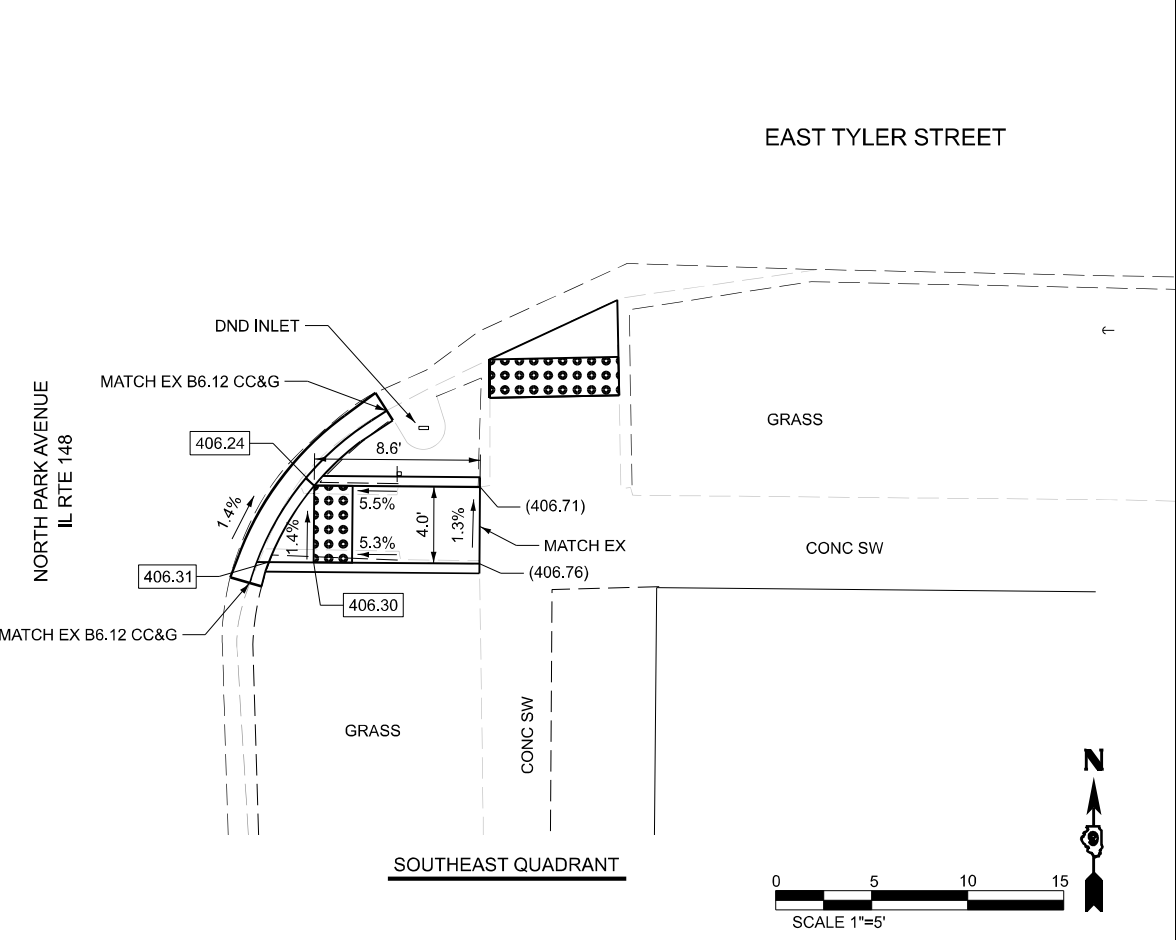 EAST TYLER STREET
DND INLET
MATCH EX B6.12 CC&G
NORTH PARK AVENUE
IL RTE 148
406.24
8.6'
GRASS
1.4%
5.5%
(406.71)
1.4%
4.0'
1.3%
5.3%
MATCH EX
CONC SW
406.31
(406.76)
406.30
MATCH EX B6.12 CC&G
GRASS
CONC SW
N
SOUTHEAST QUADRANT
0 5 10 15
SCALE 1"=5'